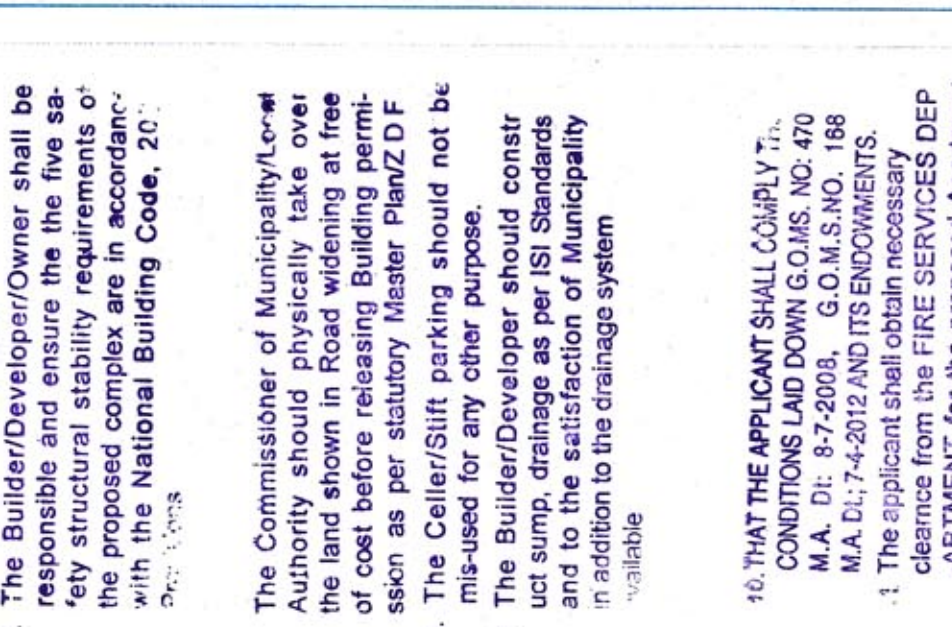 The Builder/Developer/Owner shall be
responsible and ensure the the five sa-
fety structural stability requirements of
the proposed complex are in accordance
with the National Building Code,
The Commissioner of Municipality/Local
Authority should physically take over
the land shown in Road widening at free
of cost before releasing Building permi-
ssion as per statutory Master Plan/Z D F
The Celler/Stift parking should not be
mis-used for any other purpose.
The Builder/Developer should constr
uct sump, drainage as per ISI Standards
and to the satisfaction of Municipality
in addition to the drainage system
available
10. THAT THE APPLICANT SHALL COMPLY
CONDITIONS LAID DOWN G.O.MS. NO: 470
M.A. Dt: 8-7-2008, G.O.M.S.NO. 168
M.A. Dt.; 7-4-2012 AND ITS ENDOWMENTS.
The applicant shall obtain necessary
clearnce from the FIRE SERVICES DEP